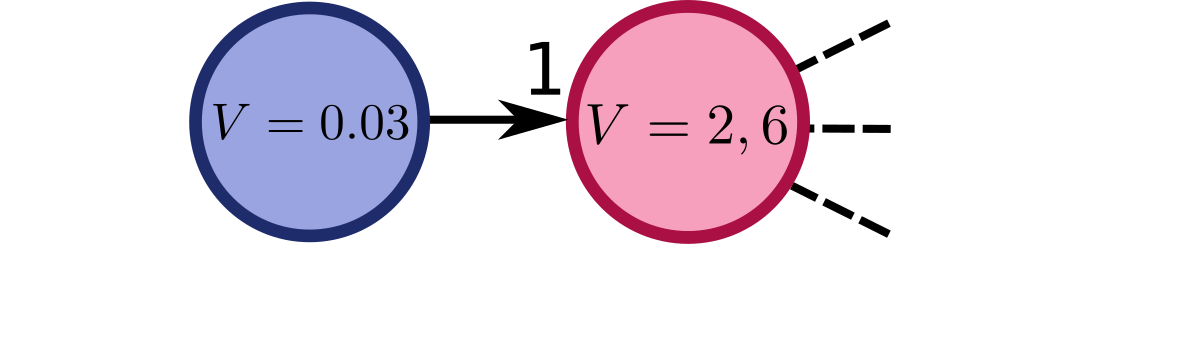 V = 0.03
1
V = 2, 6